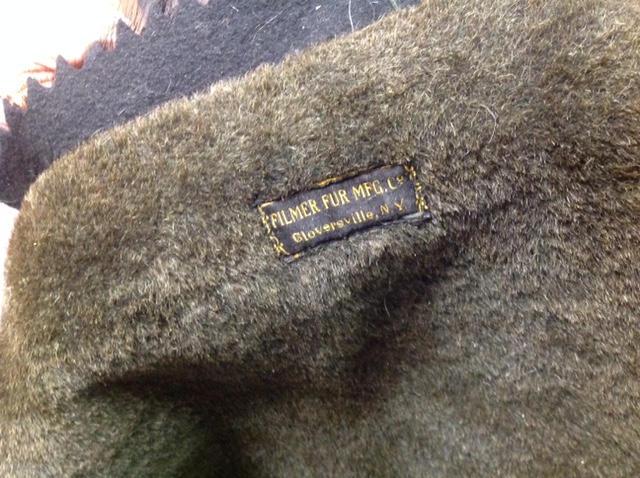 FILMER FUR MFG. Co
Gloversville, N.Y.